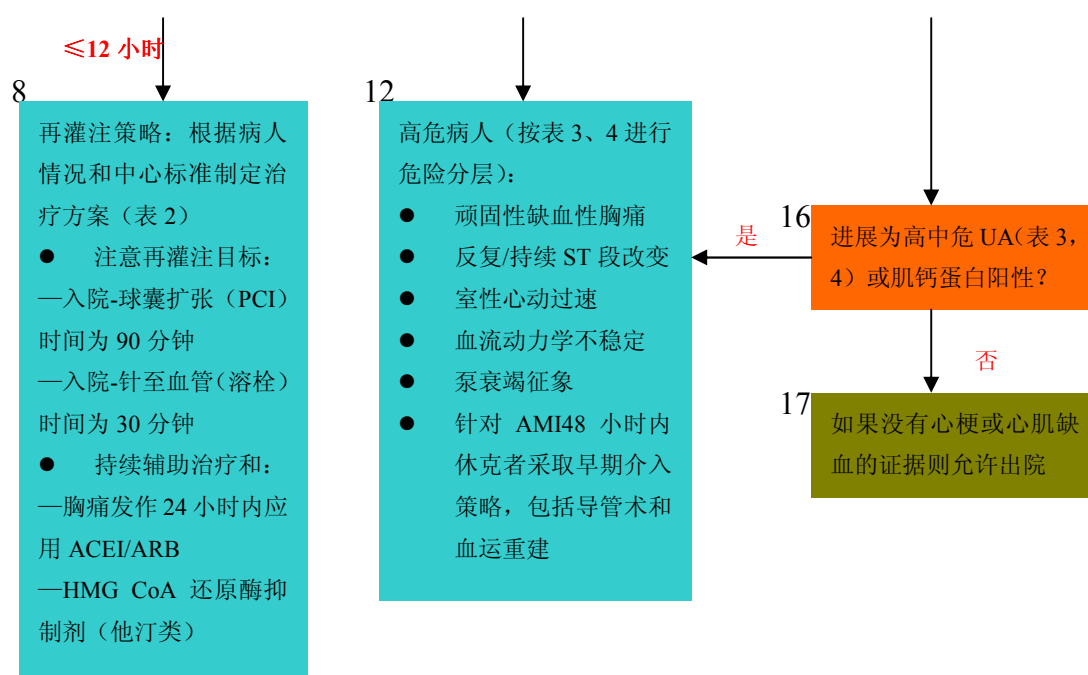 ≤12 小时
8
再灌注策略：根据病人
情况和中心标准制定治
疗方案（表 2）
● 注意再灌注目标：
—入院-球囊扩张（PCI）
时间为 90 分钟
—入院-针至血管（溶栓）
时间为 30 分钟
● 持续辅助治疗和：
—胸痛发作 24 小时内应
用 ACEI/ARB
—HMG CoA 还原酶抑
制剂（他汀类）
12
高危病人（按表 3、4 进行
危险分层）：
● 顽固性缺血性胸痛
● 反复/持续 ST 段改变
● 室性心动过速
● 血流动力学不稳定
● 泵衰竭征象
● 针对 AMI48 小时内
休克者采取早期介入
策略，包括导管术和
血运重建
是
16
进展为高中危 UA（表 3，
4）或肌钙蛋白阳性？
否
17
如果没有心梗或心肌缺
血的证据则允许出院